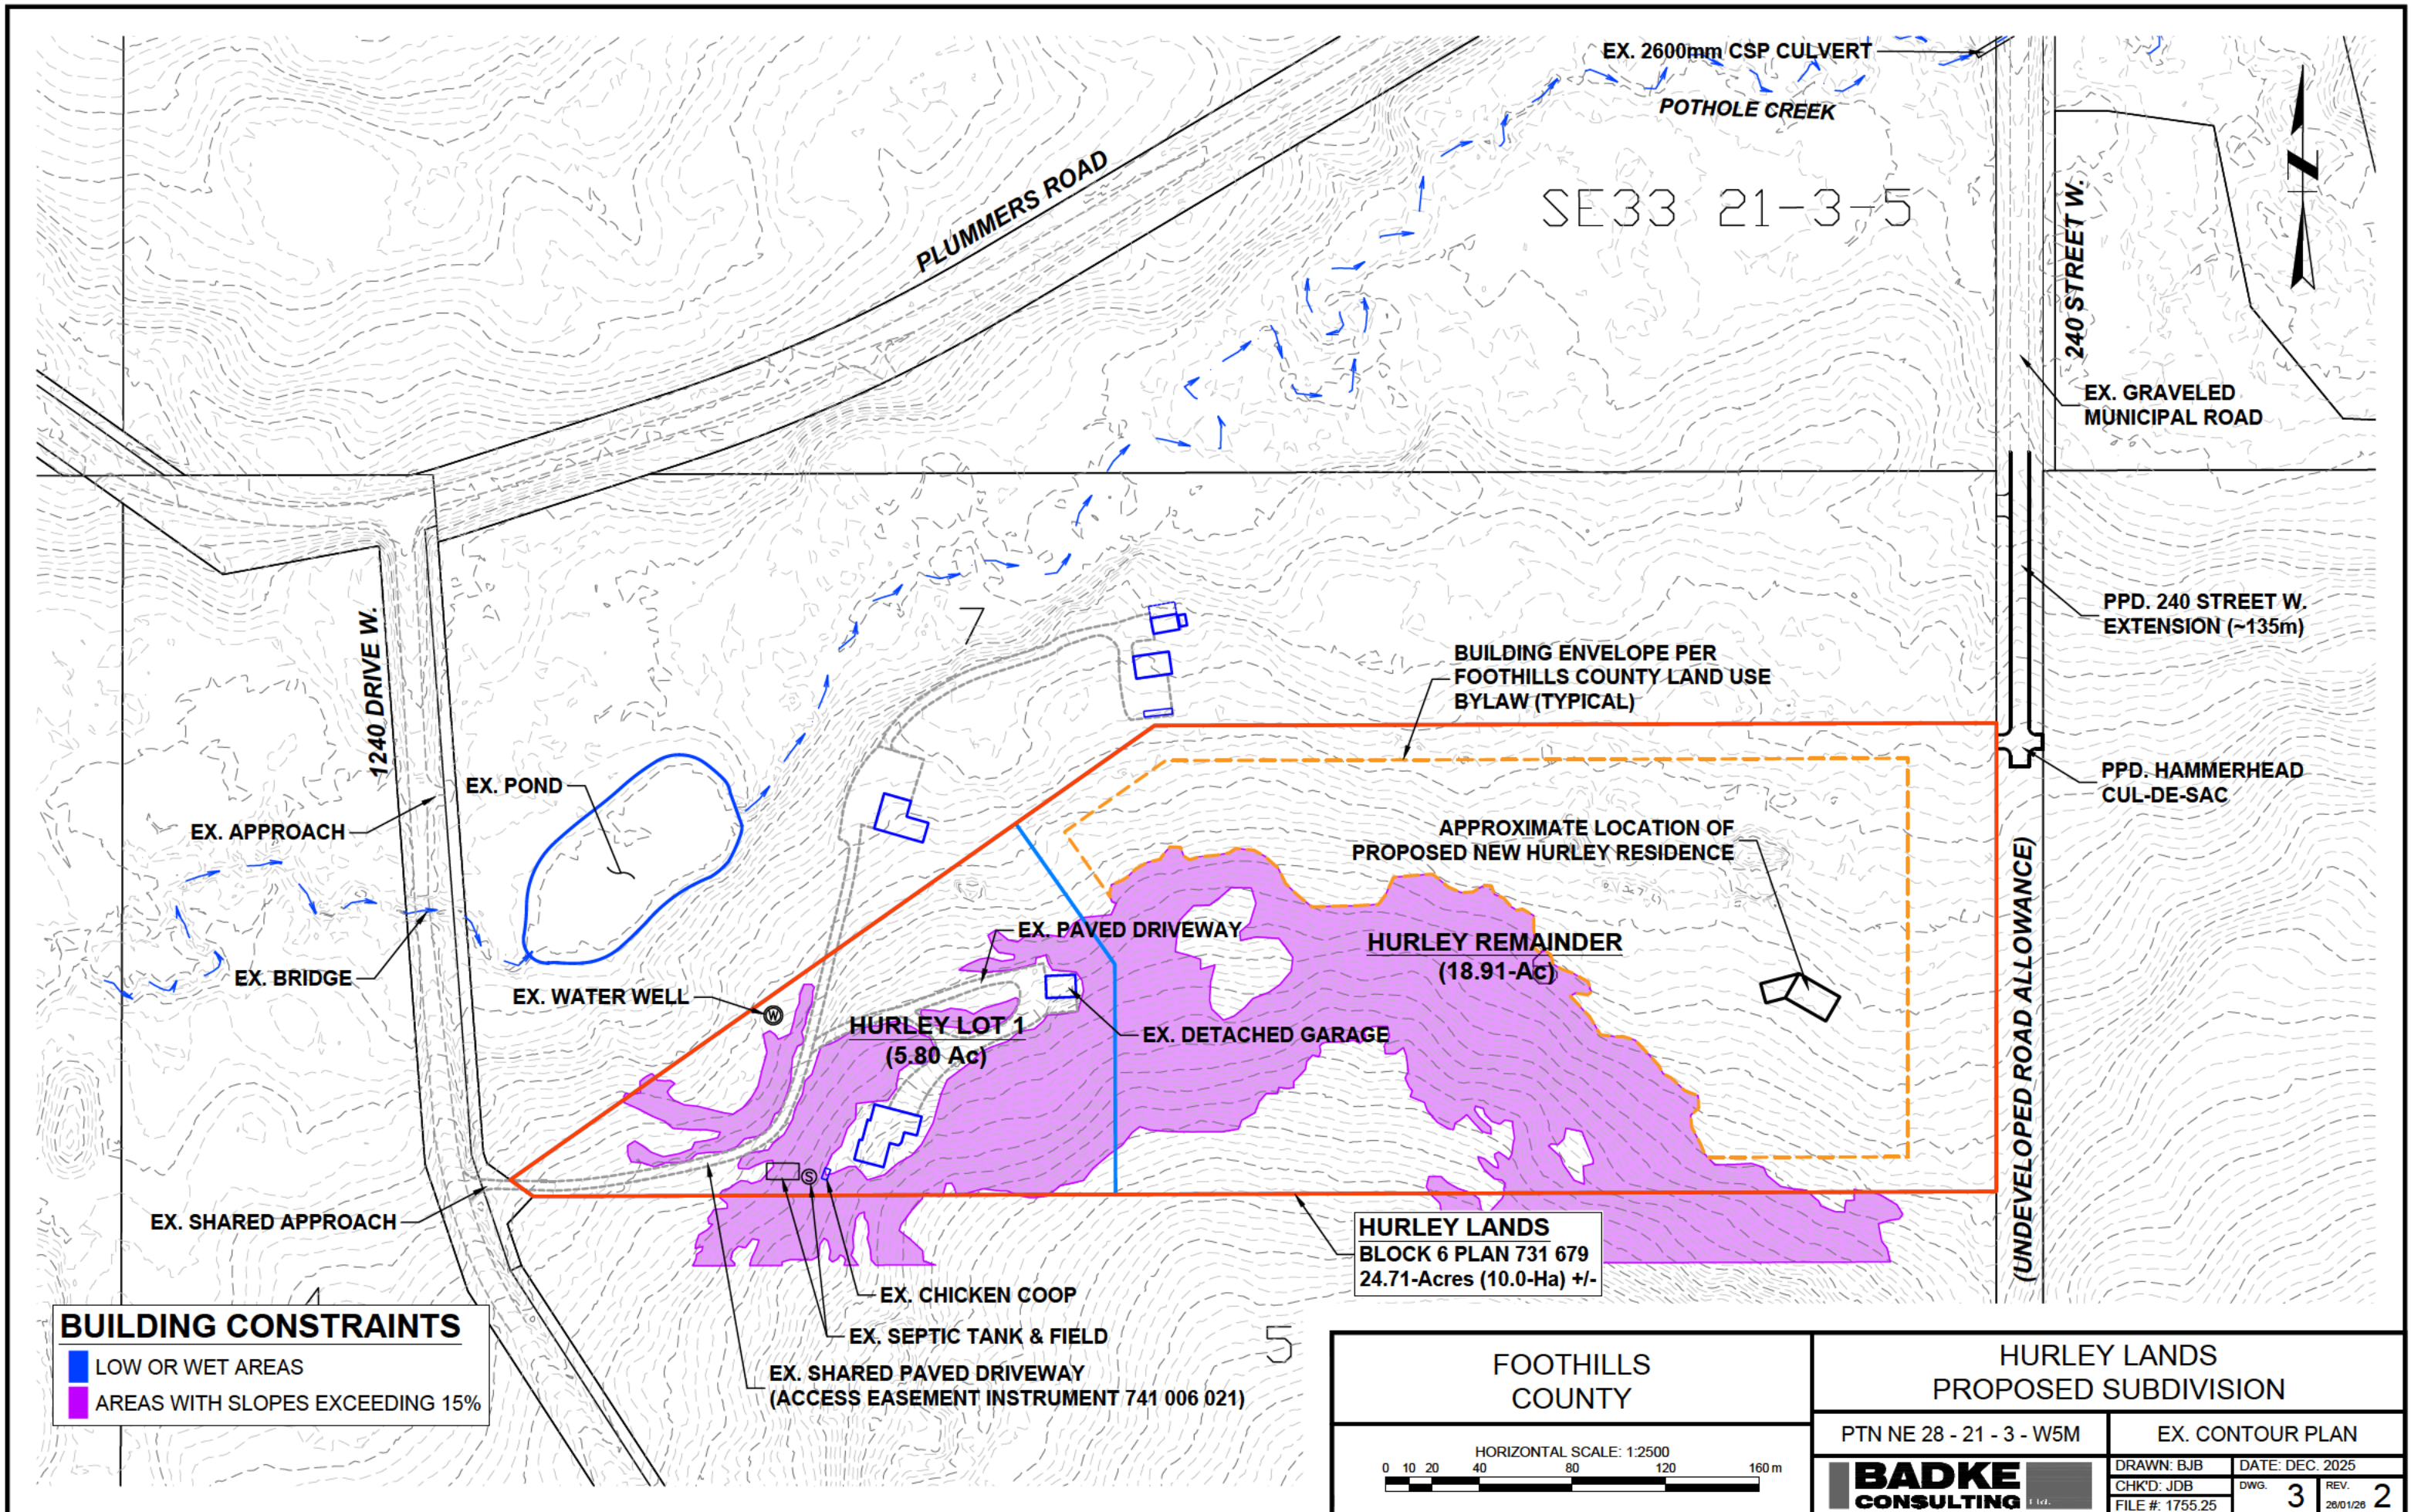 EX. 2600mm CSP CULVERT
POTHOLE CREEK
PLUMMERS ROAD
SE33 21-3-5
N
240 STREET W.
EX. GRAVELED
MUNICIPAL ROAD
1240 DRIVE W.
7
PPD. 240 STREET W.
EXTENSION (~135m)
BUILDING ENVELOPE PER
FOOTHILLS COUNTY LAND USE
BYLAW (TYPICAL)
EX. POND
PPD. HAMMERHEAD
CUL-DE-SAC
EX. APPROACH
APPROXIMATE LOCATION OF
PROPOSED NEW HURLEY RESIDENCE
EX. PAVED DRIVEWAY
HURLEY REMAINDER
(18.91-Ac)
EX. BRIDGE
EX. WATER WELL
W
HURLEY LOT 1
(5.80 Ac)
EX. DETACHED GARAGE
(UNDEVELOPED ROAD ALLOWANCE)
S
EX. SHARED APPROACH
HURLEY LANDS
BLOCK 6 PLAN 731 679
24.71-Acres (10.0-Ha) +/-
EX. CHICKEN COOP
EX. SEPTIC TANK & FIELD
5
EX. SHARED PAVED DRIVEWAY
(ACCESS EASEMENT INSTRUMENT 741 006 021)
BUILDING CONSTRAINTS
LOW OR WET AREAS
AREAS WITH SLOPES EXCEEDING 15%
FOOTHILLS
COUNTY
HORIZONTAL SCALE: 1:2500
0 10 20 40 80 120 160 m
HURLEY LANDS
PROPOSED SUBDIVISION
PTN NE 28 - 21 - 3 - W5M
EX. CONTOUR PLAN
BADKE
CONSULTING Ltd.
DRAWN: BJB
DATE: DEC. 2025
CHK'D: JDB
FILE #: 1755.25
DWG. 3
REV. 26/01/26 2